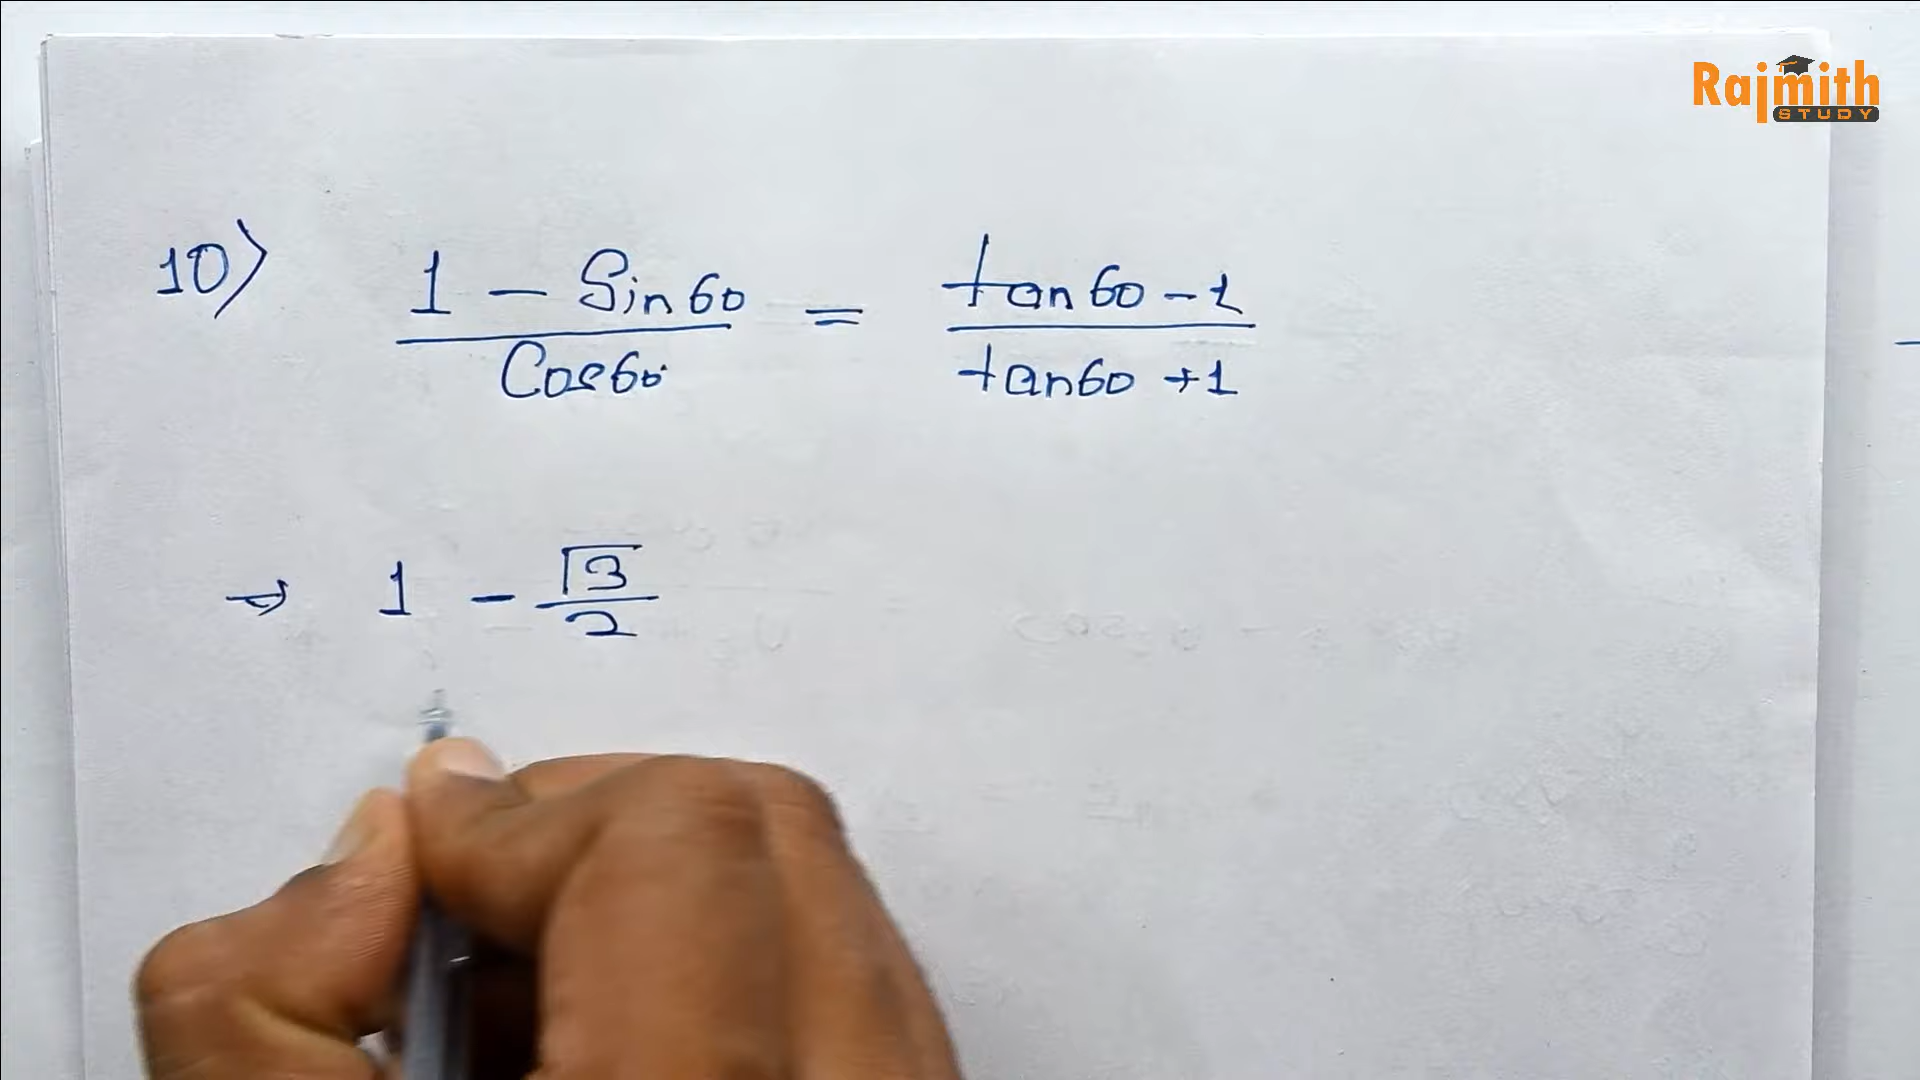 Rajmith
STUDY
10) 1 - Sin60 / Cos60 = tan60 - 1 / tan60 + 1
⇒ 1 - √3 / 2